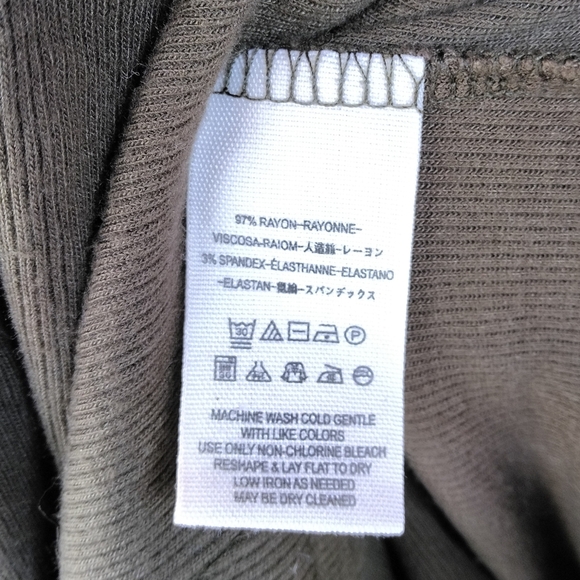 97% RAYON-RAYONNE-
VISCOSA-RAIOM-人造絲-レーヨン
3% SPANDEX-ÉLASTHANNE-ELASTANO
-ELASTAN-氨綸-スパンデックス
30
P
MACHINE WASH COLD GENTLE
WITH LIKE COLORS
USE ONLY NON-CHLORINE BLEACH
RESHAPE & LAY FLAT TO DRY
LOW IRON AS NEEDED
MAY BE DRY CLEANED